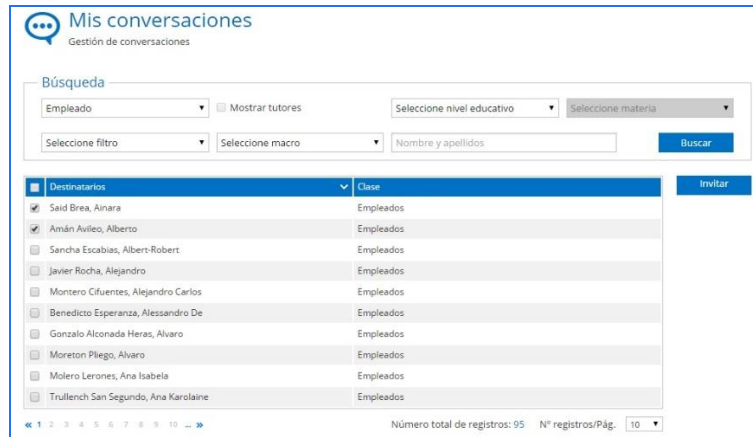 Mis conversaciones
Gestión de conversaciones
Búsqueda
Empleado Mostrar tutores Seleccione nivel educativo Seleccione materia
Seleccione filtro Seleccione macro Nombre y apellidos Buscar
Destinatarios Clase Invitar
Said Brea, Ainara Empleados
Amán Avileo, Alberto Empleados
Sancha Escabias, Albert-Robert Empleados
Javier Rocha, Alejandro Empleados
Montero Cifuentes, Alejandro Carlos Empleados
Benedicto Esperanza, Alessandro De Empleados
Gonzalo Alconada Heras, Alvaro Empleados
Moreton Pliego, Alvaro Empleados
Molero Lerones, Ana Isabela Empleados
Trullench San Segundo, Ana Karolaine Empleados
« 1 2 3 4 5 6 7 8 9 10 ... » Número total de registros: 95 Nº registros/Pág. 10